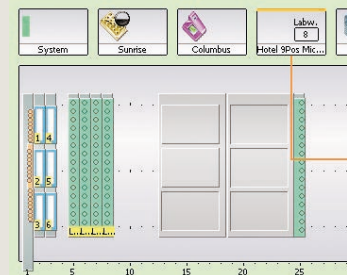 Labw.
8
System
Sunrise
Columbus
Hotel 9Pos Mic...
1 4
2 5
3 6
L...L...L...L...
1 5 10 15 20 25